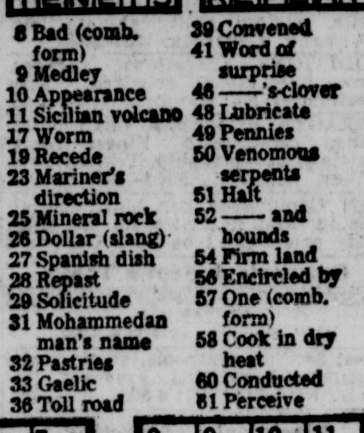 8 Bad (comb.
form)
9 Medley
10 Appearance
11 Sicilian volcano
17 Worm
19 Recede
23 Mariner's
direction
25 Mineral rock
26 Dollar (slang)
27 Spanish dish
28 Repast
29 Solicitude
31 Mohammedan
man's name
32 Pastries
33 Gaelic
36 Toll road
39 Convened
41 Word of
surprise
46 ——'s-clover
48 Lubricate
49 Pennies
50 Venomous
serpents
51 Halt
52 —— and
hounds
54 Firm land
56 Encircled by
57 One (comb.
form)
58 Cook in dry
heat
60 Conducted
61 Perceive
9 10 11